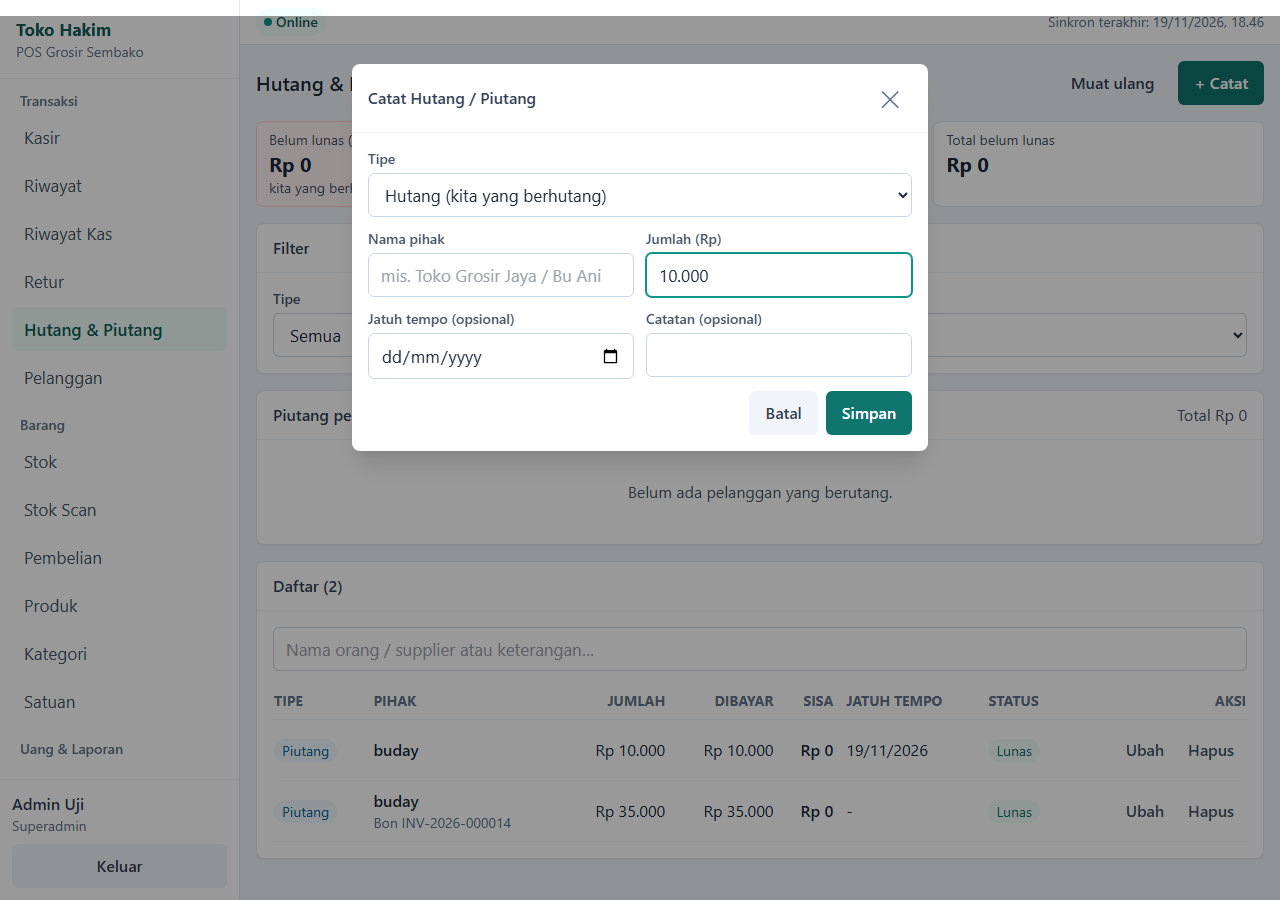 Toko Hakim
POS Grosir Sembako
Transaksi
Kasir
Riwayat
Riwayat Kas
Retur
Hutang & Piutang
Pelanggan
Barang
Stok
Stok Scan
Pembelian
Produk
Kategori
Satuan
Uang & Laporan
Admin Uji
Superadmin
Keluar
Online
Sinkron terakhir: 19/11/2026, 18.46
Hutang &
Muat ulang
+ Catat
Belum lunas (
Rp 0
kita yang
Total belum lunas
Rp 0
Filter
Tipe
Semua
Catat Hutang / Piutang
Tipe
Hutang (kita yang berhutang)
Nama pihak
Jumlah (Rp)
mis. Toko Grosir Jaya / Bu Ani
10.000
Jatuh tempo (opsional)
Catatan (opsional)
dd/mm/yyyy
Batal
Simpan
Piutang
Total Rp 0
Belum ada pelanggan yang berutang.
Daftar (2)
Nama orang / supplier atau keterangan...
TIPE PIHAK JUMLAH DIBAYAR SISA JATUH TEMPO STATUS AKSI
Piutang buday Rp 10.000 Rp 10.000 Rp 0 19/11/2026 Lunas Ubah Hapus
Piutang buday Rp 35.000 Rp 35.000 Rp 0 - Lunas Ubah Hapus
Bon INV-2026-000014